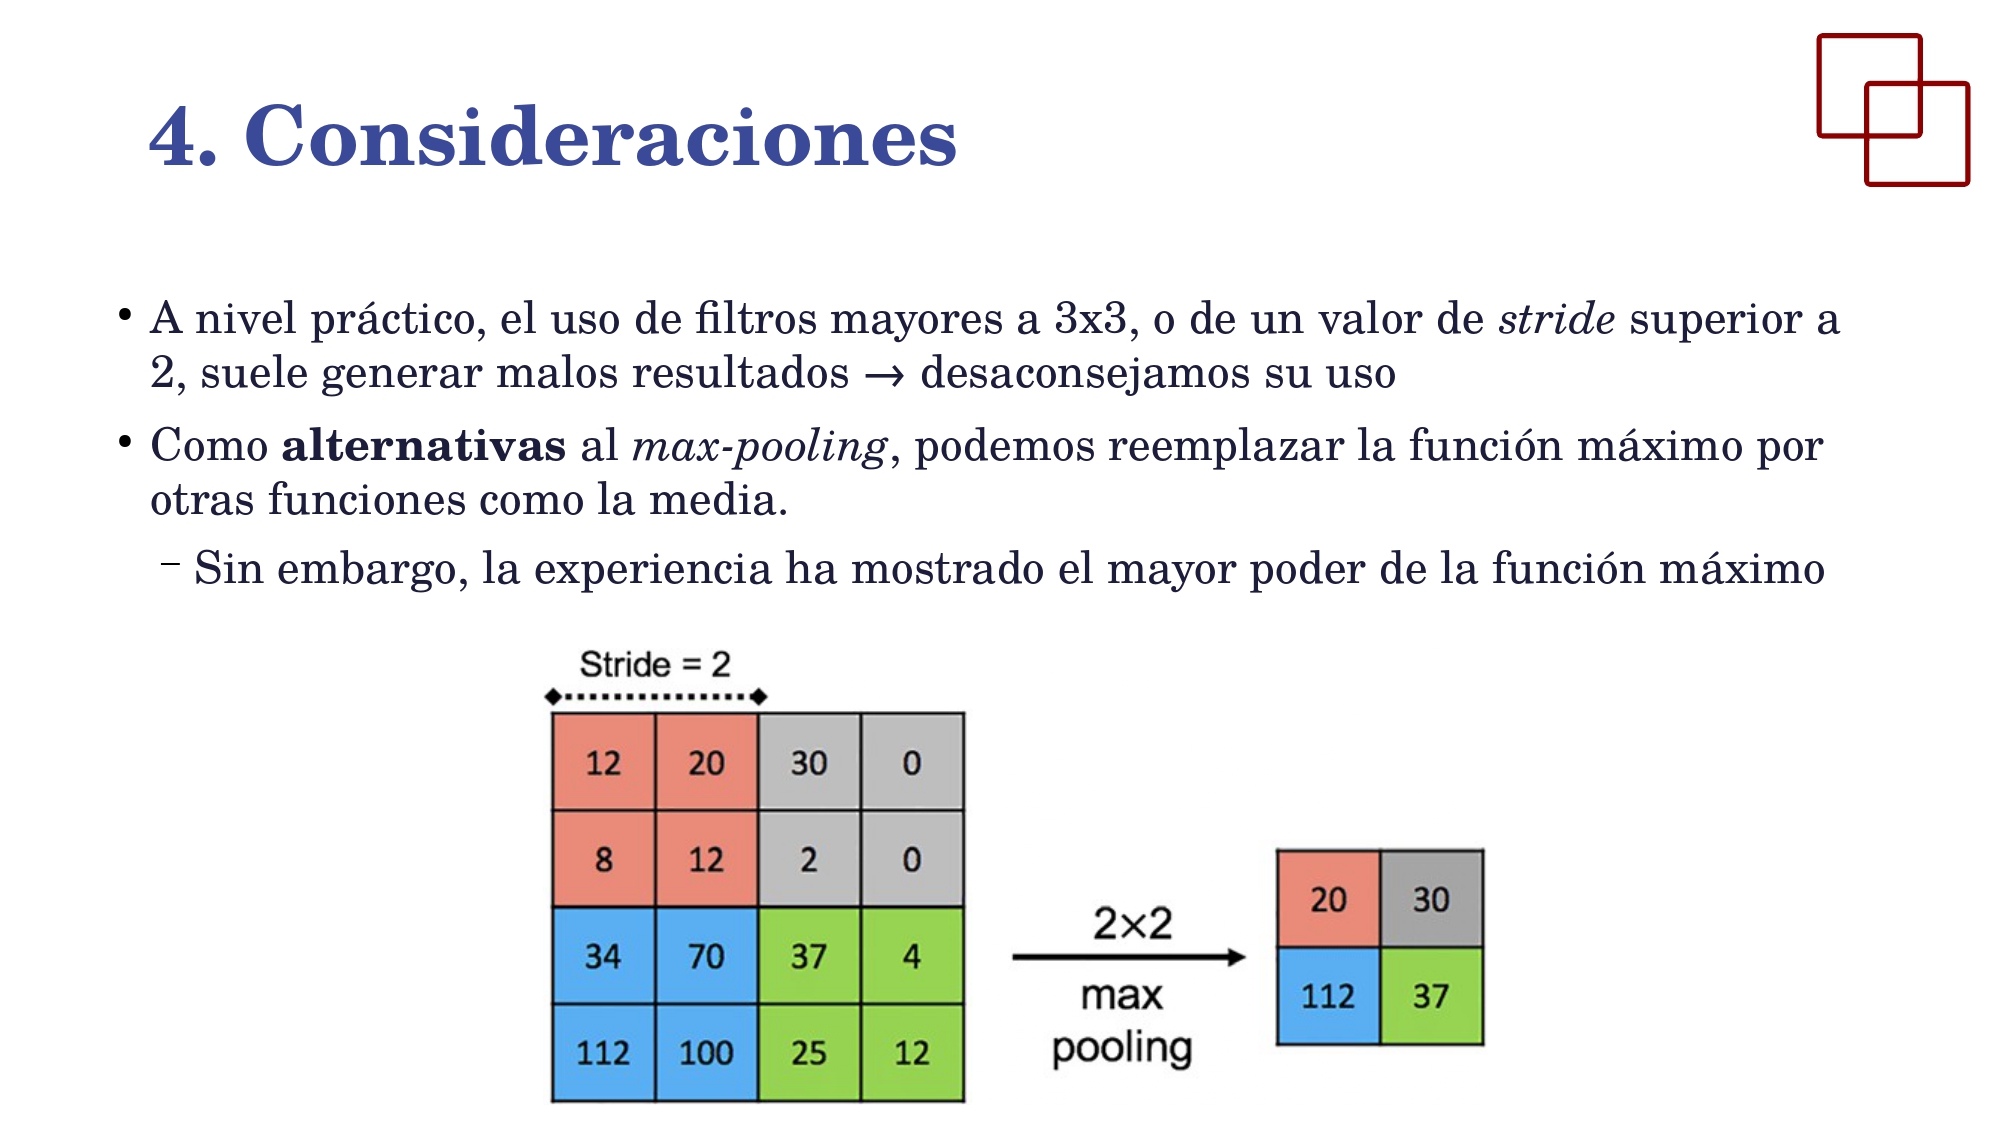 4. Consideraciones
• A nivel práctico, el uso de filtros mayores a 3x3, o de un valor de stride superior a
2, suele generar malos resultados → desaconsejamos su uso
• Como alternativas al max-pooling, podemos reemplazar la función máximo por
otras funciones como la media.
– Sin embargo, la experiencia ha mostrado el mayor poder de la función máximo
Stride = 2
12 20 30 0
8 12 2 0
34 70 37 4
112 100 25 12
2×2
max
pooling
20 30
112 37